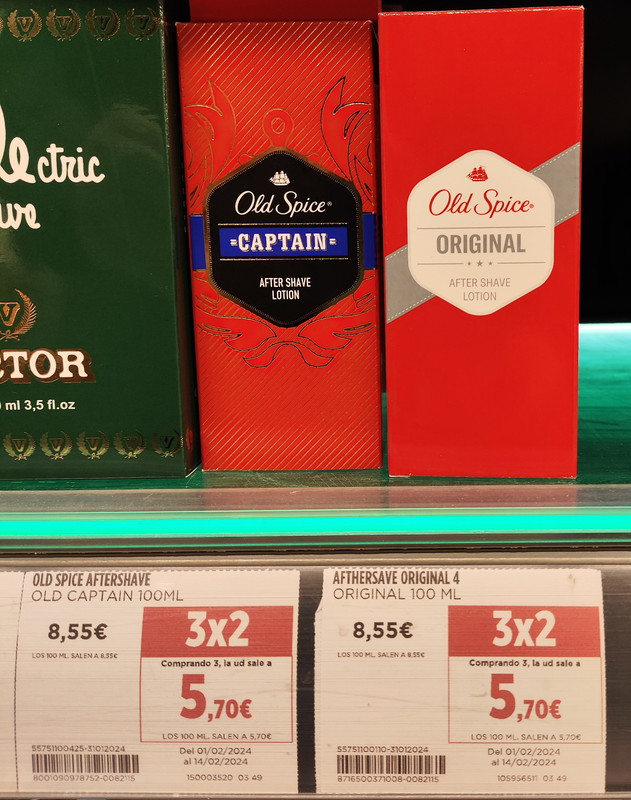 ctric
ve
V
CTOR
ml 3,5 fl.oz
V V V V
Old Spice®
CAPTAIN
AFTER SHAVE
LOTION
Old Spice®
ORIGINAL
AFTER SHAVE
LOTION
OLD SPICE AFTERSHAVE
OLD CAPTAIN 100ML
8,55€
LOS 100 ML. SALEN A 8,55€
3x2
Comprando 3, la ud sale a
5,70€
LOS 100 ML. SALEN A 5,70€
55751100425-31012024
Del 01/02/2024
al 14/02/2024
8001090978752-0082115
150003520 03 49
AFTHERSAVE ORIGINAL 4
ORIGINAL 100 ML
8,55€
LOS 100 ML. SALEN A 8,55€
3x2
Comprando 3, la ud sale a
5,70€
LOS 100 ML. SALEN A 5,70€
55751100110-31012024
Del 01/02/2024
al 14/02/2024
8716500371008-0082115
105956511 03 49